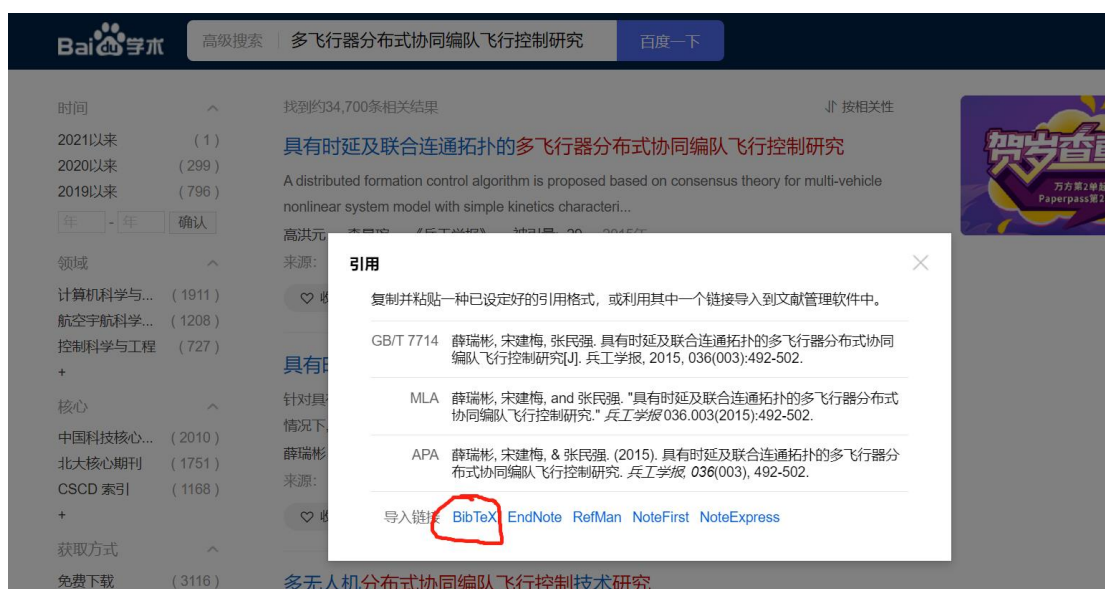 Bai du 学术
高级搜索
多飞行器分布式协同编队飞行控制研究
百度一下
时间
2021以来 (1)
2020以来 (299)
2019以来 (796)
年 - 年 确认
领域
计算机科学与... (1911)
航空宇航科学... (1208)
控制科学与工程 (727)
+
核心
中国科技核心... (2010)
北大核心期刊 (1751)
CSCD 索引 (1168)
+
获取方式
免费下载 (3116)
找到约34,700条相关结果
按相关性
具有时延及联合连通拓扑的多飞行器分布式协同编队飞行控制研究
A distributed formation control algorithm is proposed based on consensus theory for multi-vehicle
nonlinear system model with simple kinetics characteri...
高洪元 2015年
来源:
具有
针对具
情况下,
薛瑞彬
来源:
多无人机分布式协同编队飞行控制技术研究
贺岁
万方第2单
Paperpass第2
引用
复制并粘贴一种已设定好的引用格式，或利用其中一个链接导入到文献管理软件中。
GB/T 7714 薛瑞彬, 宋建梅, 张民强. 具有时延及联合连通拓扑的多飞行器分布式协同
编队飞行控制研究[J]. 兵工学报, 2015, 036(003):492-502.
MLA 薛瑞彬, 宋建梅, and 张民强. "具有时延及联合连通拓扑的多飞行器分布式
协同编队飞行控制研究." 兵工学报 036.003(2015):492-502.
APA 薛瑞彬, 宋建梅, & 张民强. (2015). 具有时延及联合连通拓扑的多飞行器分
布式协同编队飞行控制研究. 兵工学报, 036(003), 492-502.
导入链接 BibTeX EndNote RefMan NoteFirst NoteExpress